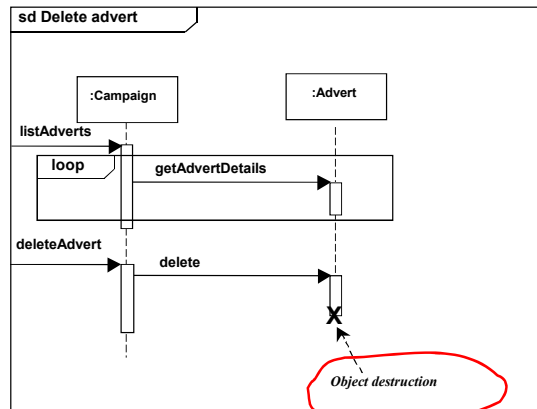 sd Delete advert
:Campaign
:Advert
listAdverts
loop
getAdvertDetails
deleteAdvert
delete
X
Object destruction